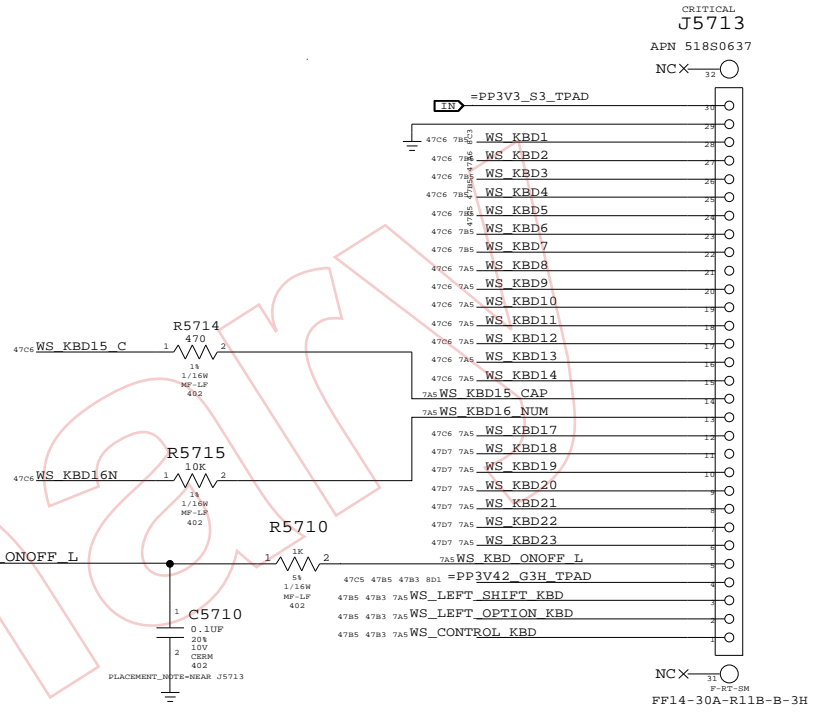 CRITICAL
J5713
APN 518S0637
NC 32
IN =PP3V3_S3_TPAD 30
29
47C6 7B5 WS_KBD1 28
8C3
47C6 7B5 WS_KBD2 27
47C6 7B5 WS_KBD3 26
47B5
47C6 7B5 WS_KBD4 25
47C6 7B5 WS_KBD5 24
47C6 7B5 WS_KBD6 23
47C6 7B5 WS_KBD7 22
47C6 7A5 WS_KBD8 21
47C6 7A5 WS_KBD9 20
47C6 7A5 WS_KBD10 19
47C6 7A5 WS_KBD11 18
47C6 7A5 WS_KBD12 17
47C6 7A5 WS_KBD13 16
47C6 7A5 WS_KBD14 15
R5714
470
47C6 WS_KBD15_C 1 2
1%
1/16W
MF-LF
402
7A5 WS_KBD15_CAP 14
7A5 WS_KBD16_NUM 13
47C6 7A5 WS_KBD17 12
47D7 7A5 WS_KBD18 11
47D7 7A5 WS_KBD19 10
47D7 7A5 WS_KBD20 9
47D7 7A5 WS_KBD21 8
47D7 7A5 WS_KBD22 7
47D7 7A5 WS_KBD23 6
R5715
10K
47C6 WS_KBD16N 1 2
1%
1/16W
MF-LF
402
R5710
_ONOFF_L 1 1K 2
5%
1/16W
MF-LF
402
7A5 WS_KBD_ONOFF_L 5
47C5 47B5 47B3 8D1 =PP3V42_G3H_TPAD 4
47B5 47B3 7A5 WS_LEFT_SHIFT_KBD 3
47B5 47B3 7A5 WS_LEFT_OPTION_KBD 2
47B5 47B3 7A5 WS_CONTROL_KBD 1
1
C5710
0.1UF
20%
2 10V
CERM
402
PLACEMENT_NOTE=NEAR J5713
NC 31
F-RT-SM
FF14-30A-R11B-B-3H
nary